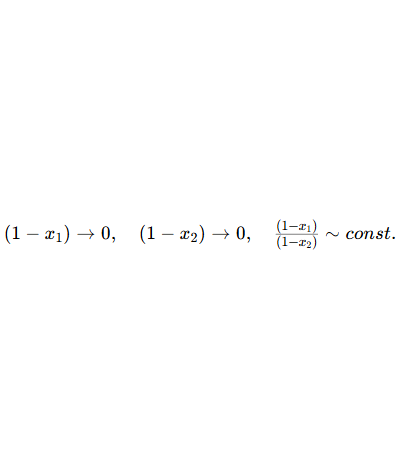 (1 − x₁) → 0, (1 − x₂) → 0, (1−x₁)/(1−x₂) ∼ const.